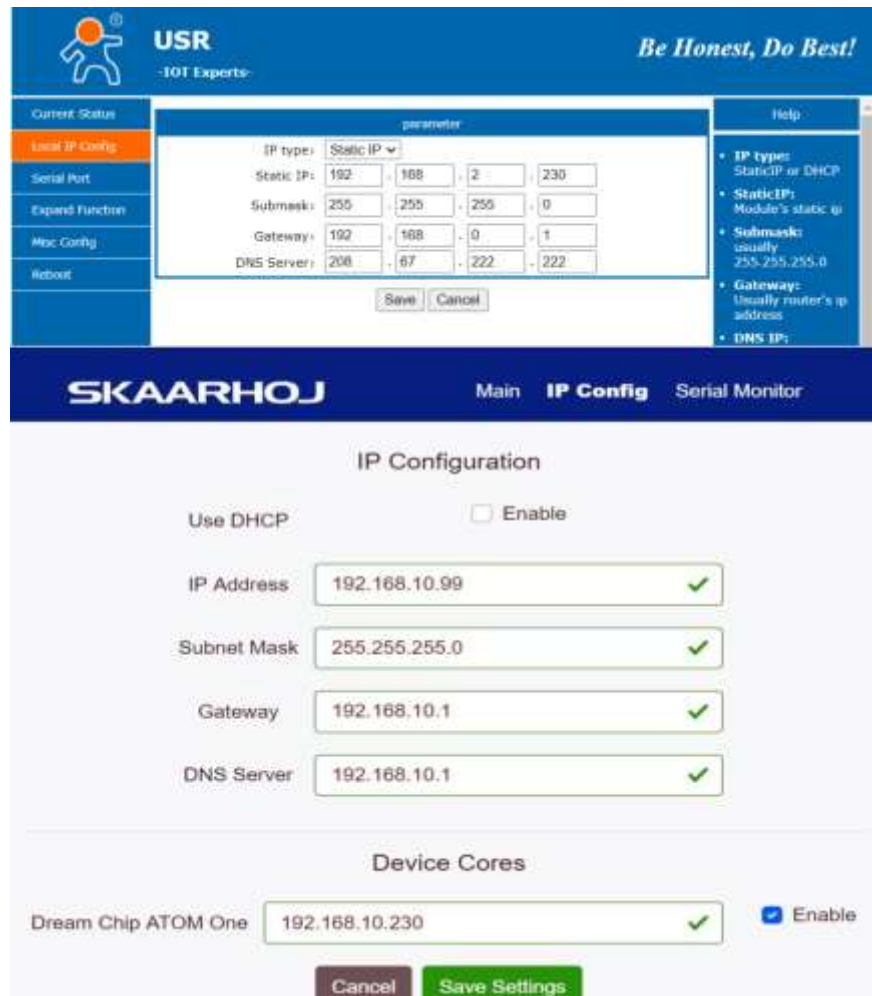 ®
USR
-IOT Experts-
Be Honest, Do Best!
Current Status
Local IP Config
Serial Port
Expand Function
Misc Config
Reboot
parameter
IP type: Static IP
Static IP: 192 . 168 . 2 . 230
Submask: 255 . 255 . 255 . 0
Gateway: 192 . 168 . 0 . 1
DNS Server: 208 . 67 . 222 . 222
Save Cancel
Help
• IP type:
StaticIP or DHCP
• StaticIP:
Module's static ip
• Submask:
usually
255.255.255.0
• Gateway:
Usually router's ip
address
• DNS IP:
SKAARHOJ Main IP Config Serial Monitor
IP Configuration
Use DHCP Enable
IP Address 192.168.10.99
Subnet Mask 255.255.255.0
Gateway 192.168.10.1
DNS Server 192.168.10.1
Device Cores
Dream Chip ATOM One 192.168.10.230 Enable
Cancel Save Settings